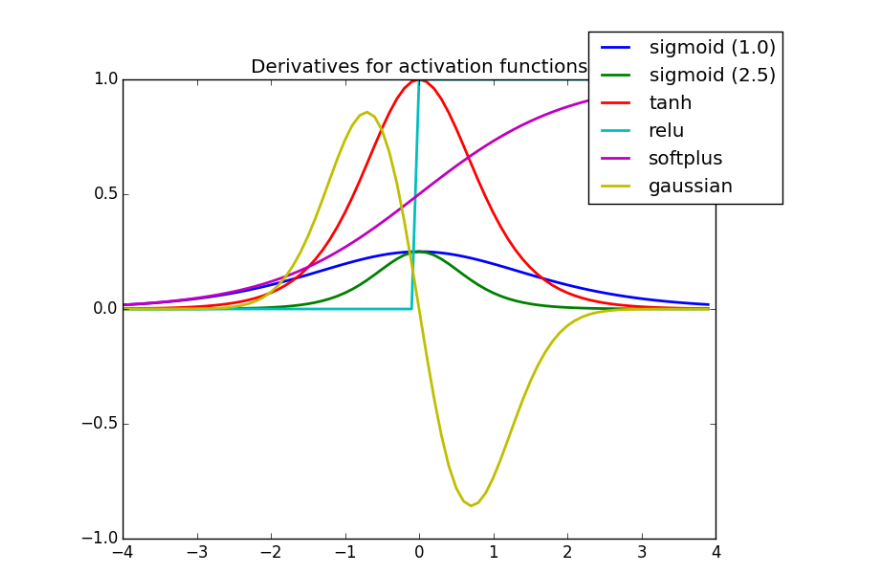 Derivatives for activation functions
sigmoid (1.0)
sigmoid (2.5)
tanh
relu
softplus
gaussian
1.0
0.5
0.0
−0.5
−1.0
−4 −3 −2 −1 0 1 2 3 4